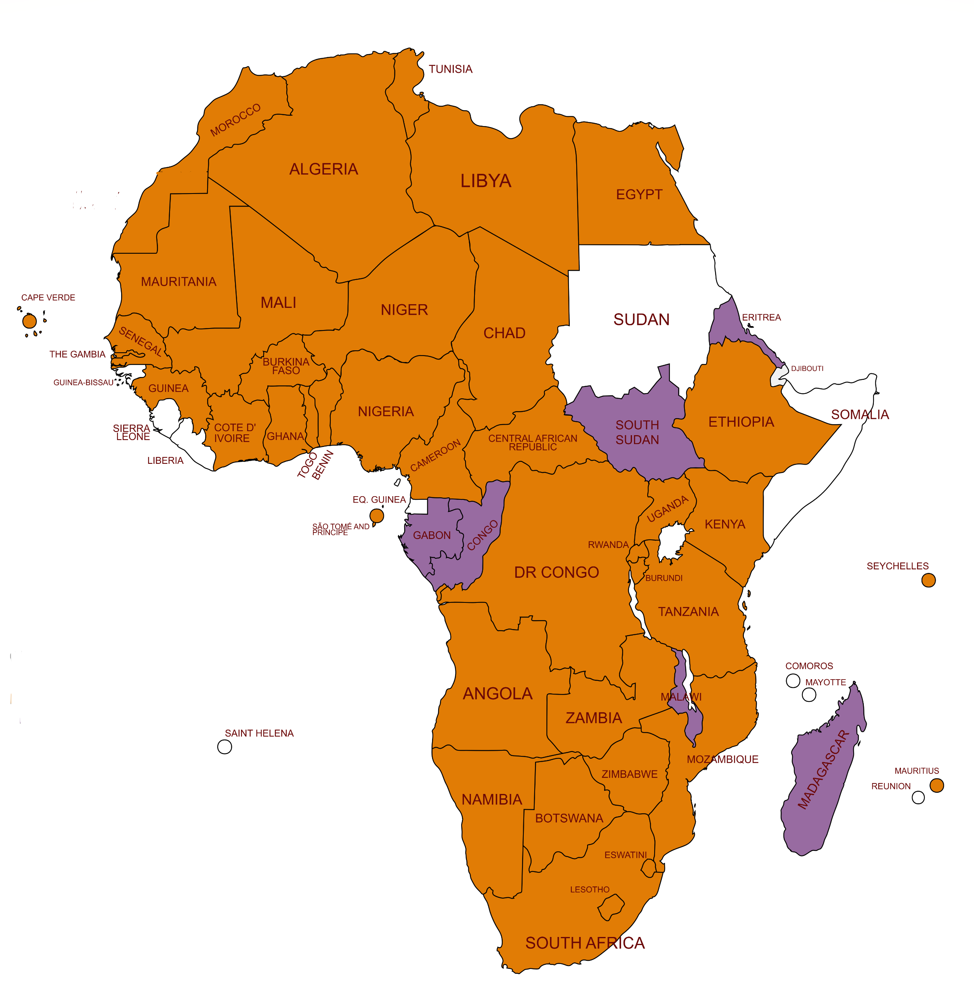 TUNISIA
MOROCCO
ALGERIA
LIBYA
EGYPT
MAURITANIA
CAPE VERDE
MALI
NIGER
SUDAN
ERITREA
CHAD
SENEGAL
THE GAMBIA
BURKINA
FASO
DJIBOUTI
GUINEA-BISSAU
GUINEA
NIGERIA
SOMALIA
ETHIOPIA
SOUTH
SUDAN
SIERRA
LEONE
COTE D'
IVOIRE
GHANA
CENTRAL AFRICAN
REPUBLIC
CAMEROON
LIBERIA
TOGO
BENIN
EQ. GUINEA
UGANDA
KENYA
SÃO TOMÉ AND
PRINCIPE
GABON
CONGO
RWANDA
DR CONGO
SEYCHELLES
BURUNDI
TANZANIA
COMOROS
MAYOTTE
ANGOLA
MALAWI
ZAMBIA
SAINT HELENA
MOZAMBIQUE
MADAGASCAR
MAURITIUS
ZIMBABWE
REUNION
NAMIBIA
BOTSWANA
ESWATINI
LESOTHO
SOUTH AFRICA